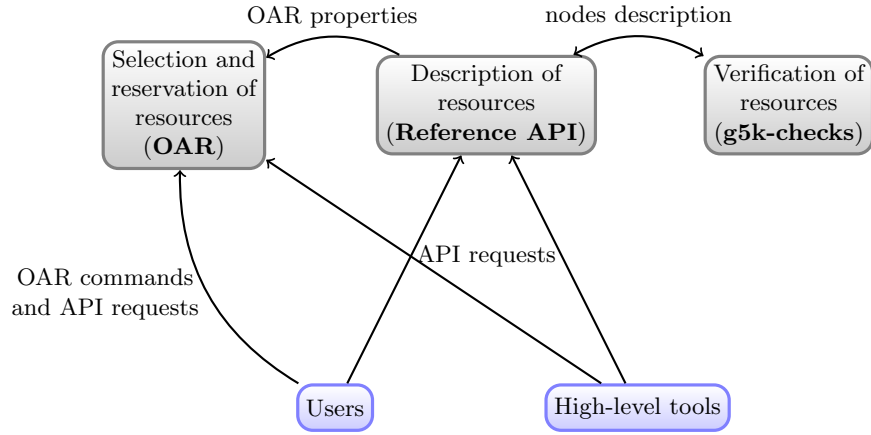 OAR properties
nodes description
Selection and
reservation of
resources
(OAR)
Description of
resources
(Reference API)
Verification of
resources
(g5k-checks)
API requests
OAR commands
and API requests
Users
High-level tools